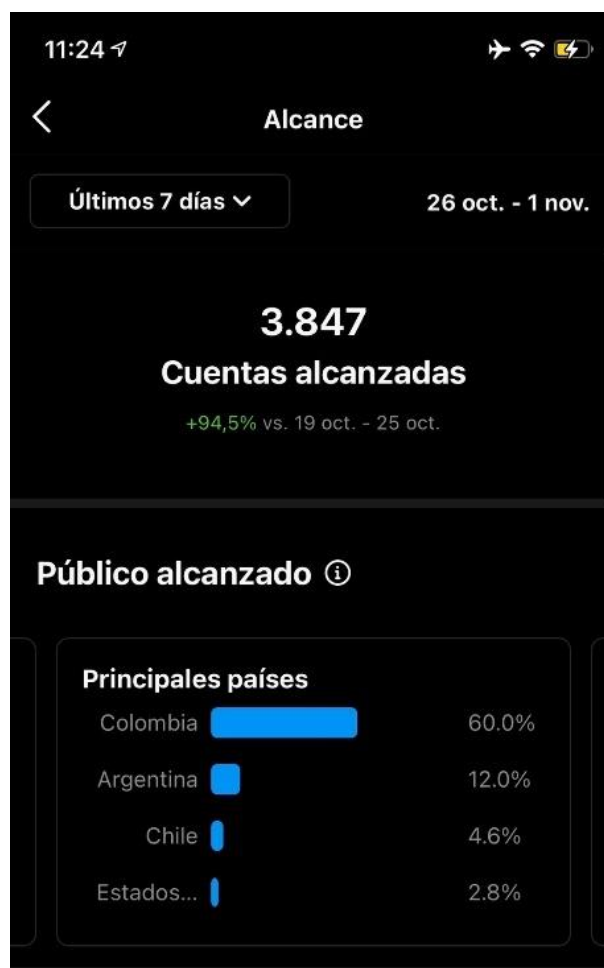 11:24
Alcance
Últimos 7 días
26 oct. - 1 nov.
3.847
Cuentas alcanzadas
+94,5% vs. 19 oct. - 25 oct.
Público alcanzado
Principales países
Colombia 60.0%
Argentina 12.0%
Chile 4.6%
Estados... 2.8%